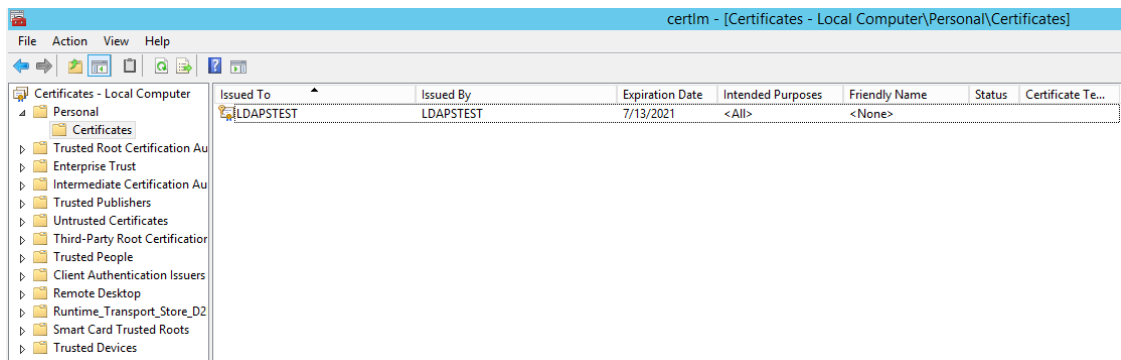 certlm - [Certificates - Local Computer\Personal\Certificates]
File Action View Help
Certificates - Local Computer
Personal
Certificates
Trusted Root Certification Au
Enterprise Trust
Intermediate Certification Au
Trusted Publishers
Untrusted Certificates
Third-Party Root Certification
Trusted People
Client Authentication Issuers
Remote Desktop
Runtime_Transport_Store_D2
Smart Card Trusted Roots
Trusted Devices
Issued To Issued By Expiration Date Intended Purposes Friendly Name Status Certificate Te...
LDAPSTEST LDAPSTEST 7/13/2021 <All> <None>